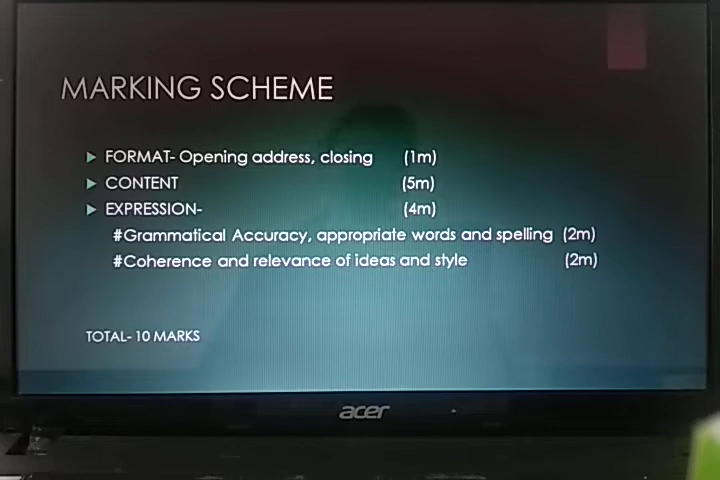 MARKING SCHEME
FORMAT- Opening address, closing (1m)
CONTENT (5m)
EXPRESSION- (4m)
#Grammatical Accuracy, appropriate words and spelling (2m)
#Coherence and relevance of ideas and style (2m)
TOTAL- 10 MARKS
acer